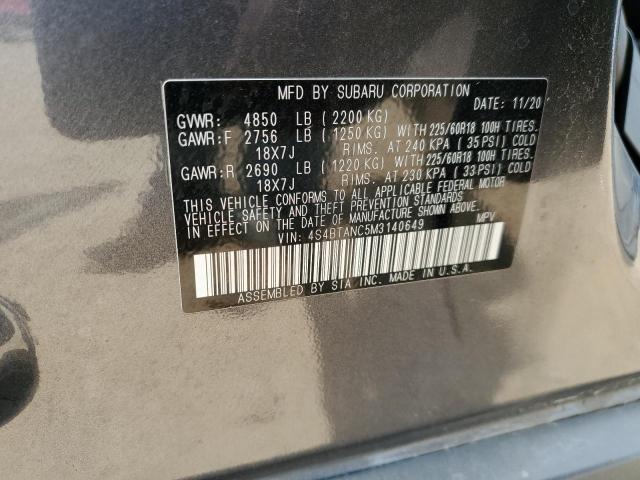 MFD BY SUBARU CORPORATION
DATE: 11/20
GVWR: 4850 LB (2200 KG)
GAWR:F 2756 LB (1250 KG) WITH 225/60R18 100H TIRES.
18X7J RIMS. AT 240 KPA (35 PSI) COLD
GAWR:R 2690 LB (1220 KG) WITH 225/60R18 100H TIRES.
18X7J RIMS. AT 230 KPA (33 PSI) COLD
THIS VEHICLE CONFORMS TO ALL APPLICABLE FEDERAL MOTOR
VEHICLE SAFETY AND THEFT PREVENTION STANDARDS
IN EFFECT ON THE DATE OF MANUFACTURE SHOWN ABOVE.
VIN: 4S4BTANC5M3140649 MPV
ASSEMBLED BY SIA INC. MADE IN U.S.A.